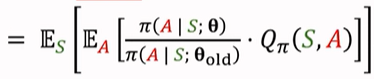 = 𝔼_S [ 𝔼_A [ π(A | S; θ) / π(A | S; θ_old) · Q_π(S, A) ] ]